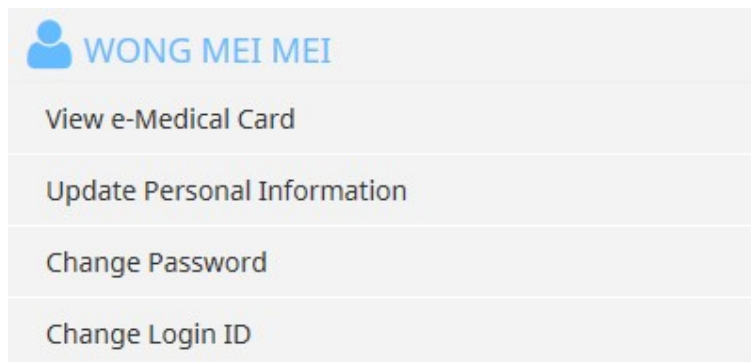 WONG MEI MEI
View e-Medical Card
Update Personal Information
Change Password
Change Login ID